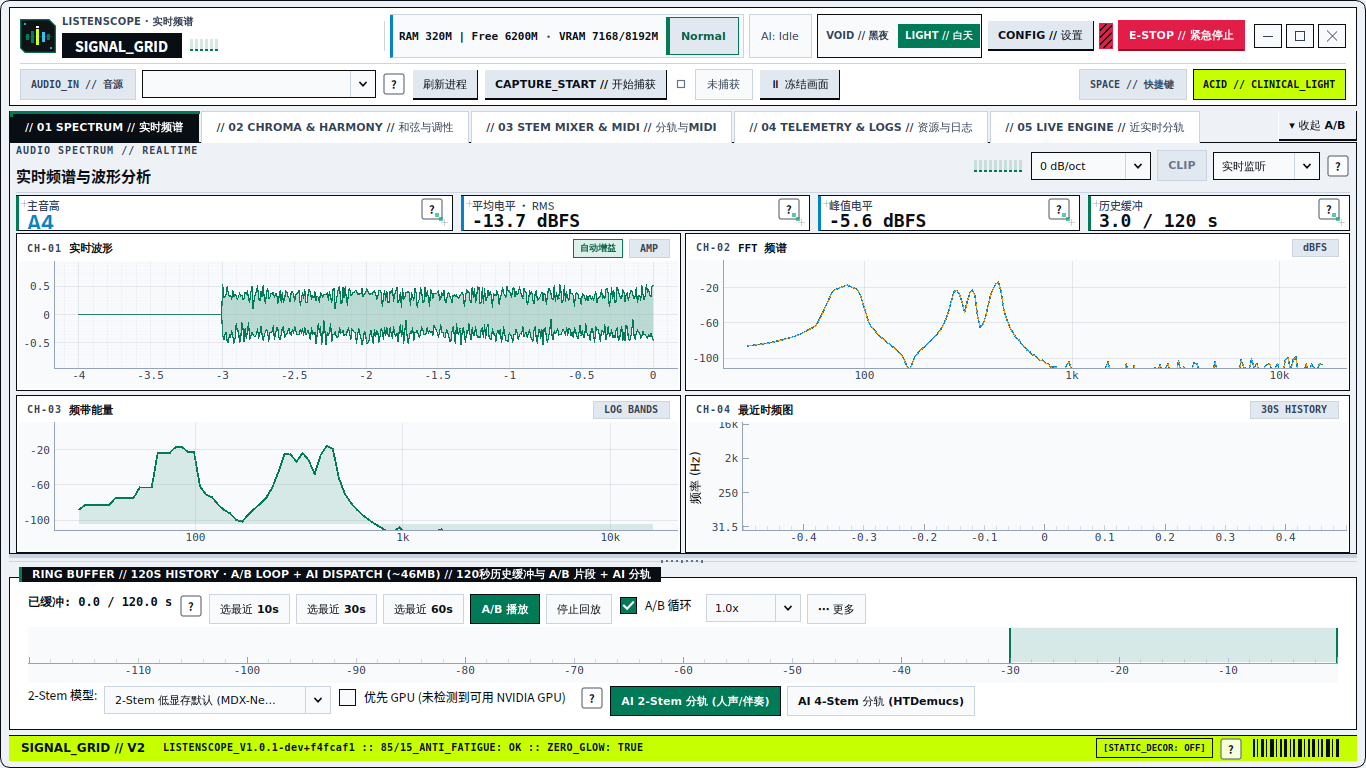 LISTENSCOPE · 实时频谱
SIGNAL_GRID
RAM 320M | Free 6200M · VRAM 7168/8192M
Normal
AI: Idle
VOID // 黑夜
LIGHT // 白天
CONFIG // 设置
E-STOP // 紧急停止
AUDIO_IN // 音源
?
刷新进程
CAPTURE_START // 开始捕获
未捕获
⏸ 冻结画面
SPACE // 快捷键
ACID // CLINICAL_LIGHT
// 01 SPECTRUM // 实时频谱
// 02 CHROMA & HARMONY // 和弦与调性
// 03 STEM MIXER & MIDI // 分轨与MIDI
// 04 TELEMETRY & LOGS // 资源与日志
// 05 LIVE ENGINE // 近实时分轨
▾ 收起 A/B
AUDIO SPECTRUM // REALTIME
实时频谱与波形分析
0 dB/oct
CLIP
实时监听
?
主音高
?
A4
平均电平 · RMS
?
-13.7 dBFS
峰值电平
?
-5.6 dBFS
历史缓冲
?
3.0 / 120 s
CH-01 实时波形
自动增益
AMP
0.5
0
-0.5
-4 -3.5 -3 -2.5 -2 -1.5 -1 -0.5 0
CH-02 FFT 频谱
dBFS
-20
-60
-100
100 1k 10k
CH-03 频带能量
LOG BANDS
-20
-60
-100
100 1k 10k
CH-04 最近时频图
30S HISTORY
频率 (Hz)
16k
2k
250
31.5
-0.4 -0.3 -0.2 -0.1 0 0.1 0.2 0.3 0.4
RING BUFFER // 120S HISTORY · A/B LOOP + AI DISPATCH (~46MB) // 120秒历史缓冲与 A/B 片段 + AI 分轨
已缓冲: 0.0 / 120.0 s
?
选最近 10s
选最近 30s
选最近 60s
A/B 播放
停止回放
A/B 循环
1.0x
··· 更多
-110 -100 -90 -80 -70 -60 -50 -40 -30 -20 -10
2-Stem 模型:
2-Stem 低显存默认 (MDX-Ne...
优先 GPU (未检测到可用 NVIDIA GPU)
?
AI 2-Stem 分轨 (人声/伴奏)
AI 4-Stem 分轨 (HTDemucs)
SIGNAL_GRID // V2
LISTENSCOPE_V1.0.1-dev+f4fcaf1 :: 85/15_ANTI_FATIGUE: OK :: ZERO_GLOW: TRUE
[STATIC_DECOR: OFF]
?